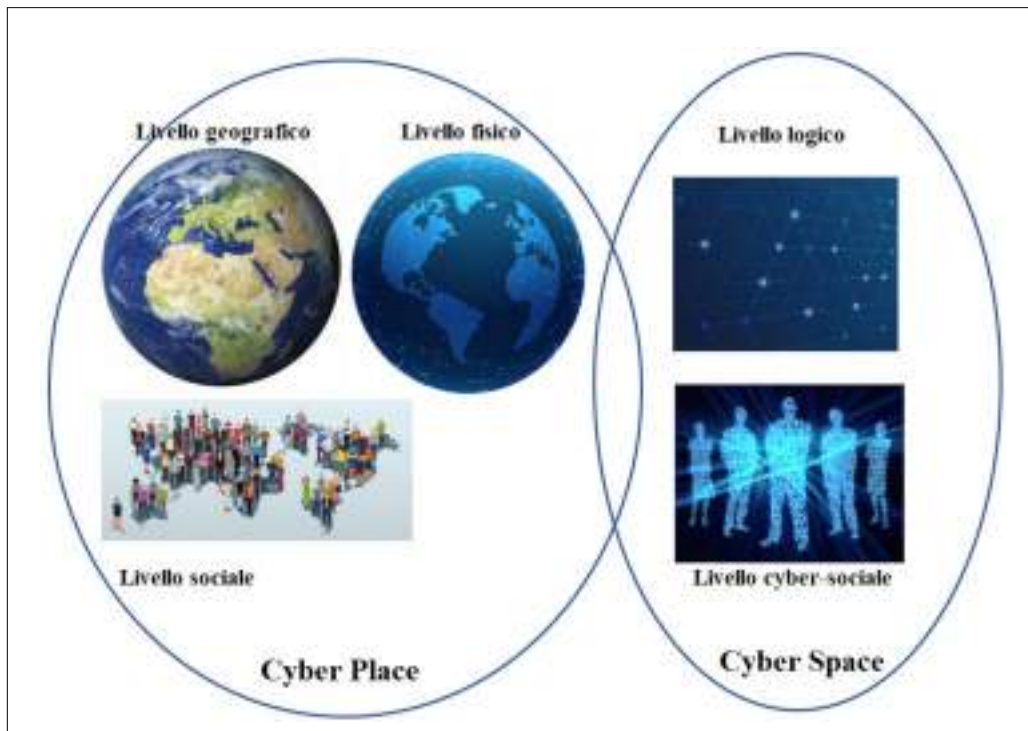 Livello geografico
Livello fisico
Livello logico
Livello sociale
Livello cyber-sociale
Cyber Place
Cyber Space